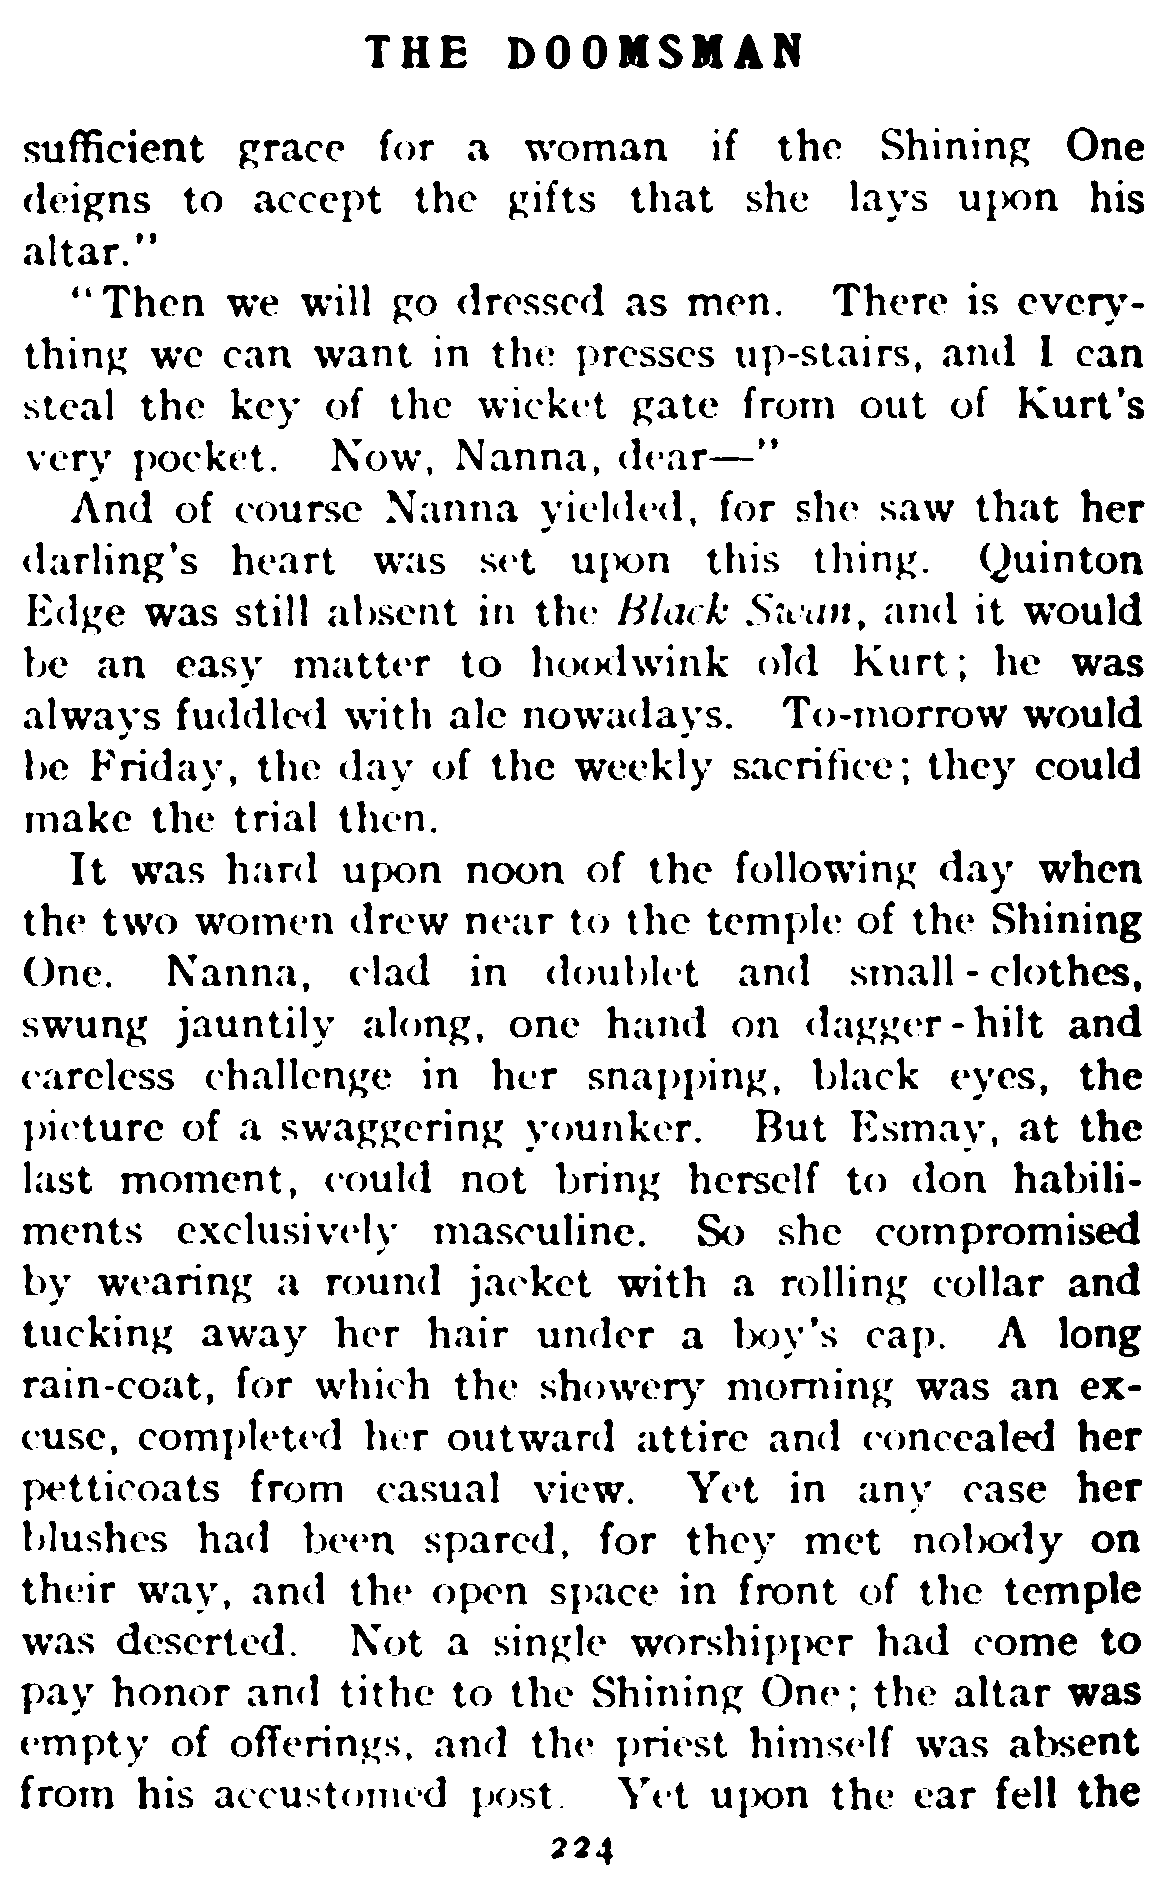 THE DOOMSMAN
sufficient grace for a woman if the Shining One
deigns to accept the gifts that she lays upon his
altar."
"Then we will go dressed as men. There is every-
thing we can want in the presses up-stairs, and I can
steal the key of the wicket gate from out of Kurt's
very pocket. Now, Nanna, dear—"
And of course Nanna yielded, for she saw that her
darling's heart was set upon this thing. Quinton
Edge was still absent in the Black Swan, and it would
be an easy matter to hoodwink old Kurt; he was
always fuddled with ale nowadays. To-morrow would
be Friday, the day of the weekly sacrifice; they could
make the trial then.
It was hard upon noon of the following day when
the two women drew near to the temple of the Shining
One. Nanna, clad in doublet and small-clothes,
swung jauntily along, one hand on dagger-hilt and
careless challenge in her snapping, black eyes, the
picture of a swaggering younker. But Esmay, at the
last moment, could not bring herself to don habili-
ments exclusively masculine. So she compromised
by wearing a round jacket with a rolling collar and
tucking away her hair under a boy's cap. A long
rain-coat, for which the showery morning was an ex-
cuse, completed her outward attire and concealed her
petticoats from casual view. Yet in any case her
blushes had been spared, for they met nobody on
their way, and the open space in front of the temple
was deserted. Not a single worshipper had come to
pay honor and tithe to the Shining One; the altar was
empty of offerings, and the priest himself was absent
from his accustomed post. Yet upon the ear fell the
224